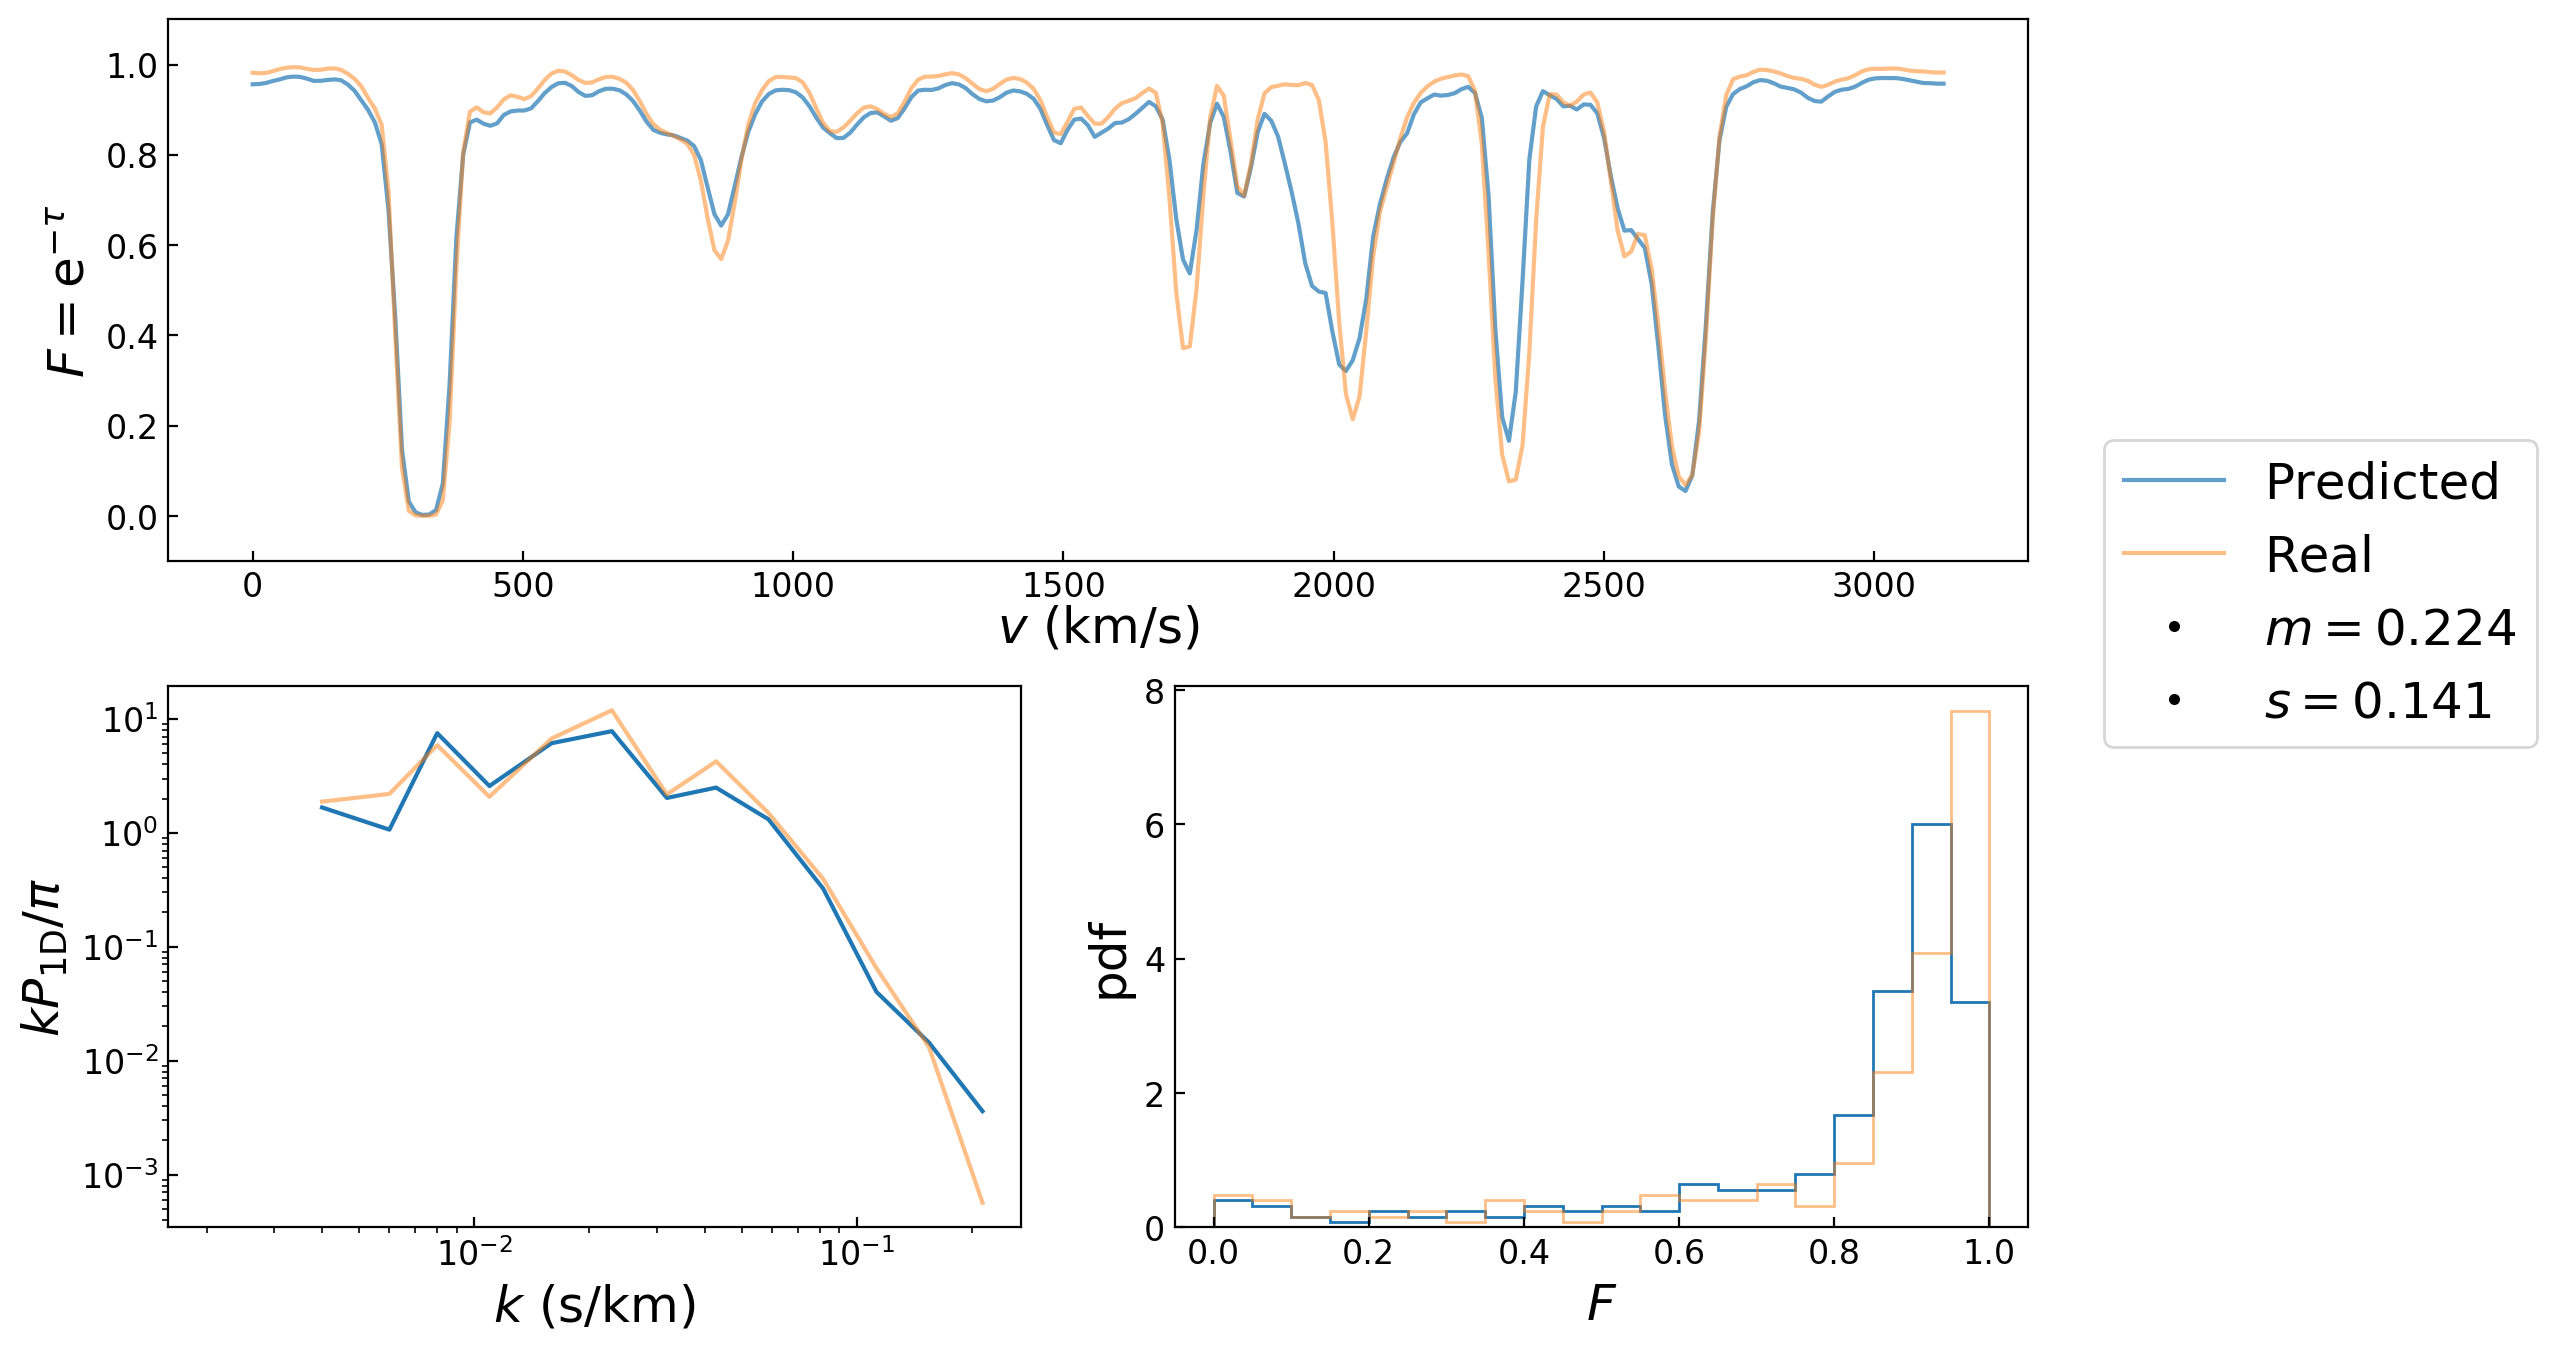 F = e^{−τ}
1.0
0.8
0.6
0.4
0.2
0.0
0 500 1000 1500 2000 2500 3000
v (km/s)
Predicted
Real
m = 0.224
s = 0.141
kP_{1D}/π
10^{1}
10^{0}
10^{−1}
10^{−2}
10^{−3}
10^{−2} 10^{−1}
k (s/km)
pdf
8
6
4
2
0
0.0 0.2 0.4 0.6 0.8 1.0
F